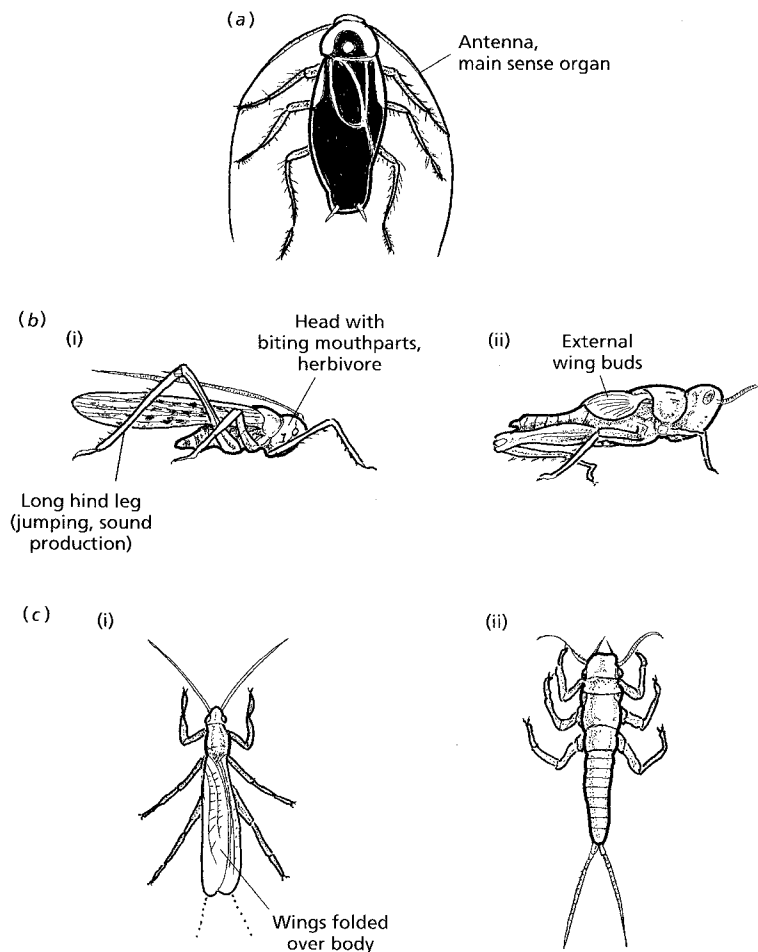 (a)
Antenna,
main sense organ
(b)
(i)
Head with
biting mouthparts,
herbivore
(ii)
External
wing buds
Long hind leg
(jumping, sound
production)
(c)
(i)
(ii)
Wings folded
over body